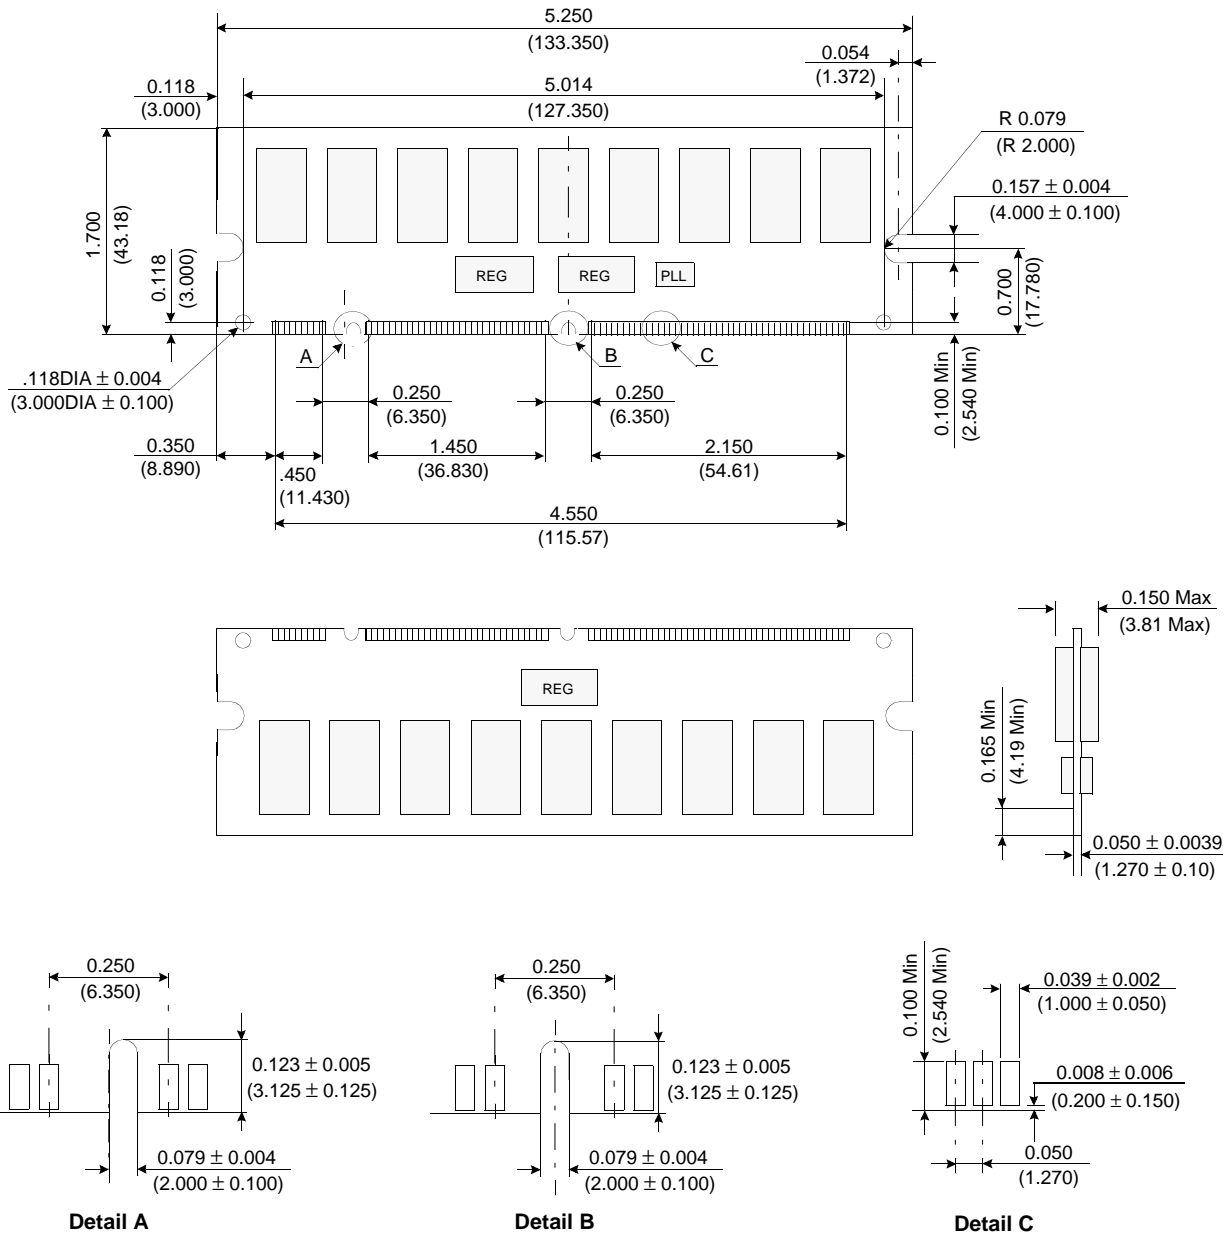 5.250
(133.350)
0.054
(1.372)
0.118
(3.000)
5.014
(127.350)
R 0.079
(R 2.000)
0.157 ± 0.004
(4.000 ± 0.100)
1.700
(43.18)
0.118
(3.000)
REG
REG
PLL
0.700
(17.780)
A
B
C
.118DIA ± 0.004
(3.000DIA ± 0.100)
0.250
(6.350)
0.250
(6.350)
0.100 Min
(2.540 Min)
0.350
(8.890)
.450
(11.430)
1.450
(36.830)
2.150
(54.61)
4.550
(115.57)
0.150 Max
(3.81 Max)
REG
0.165 Min
(4.19 Min)
0.050 ± 0.0039
(1.270 ± 0.10)
0.250
(6.350)
0.123 ± 0.005
(3.125 ± 0.125)
0.079 ± 0.004
(2.000 ± 0.100)
Detail A
0.250
(6.350)
0.123 ± 0.005
(3.125 ± 0.125)
0.079 ± 0.004
(2.000 ± 0.100)
Detail B
0.100 Min
(2.540 Min)
0.039 ± 0.002
(1.000 ± 0.050)
0.008 ± 0.006
(0.200 ± 0.150)
0.050
(1.270)
Detail C